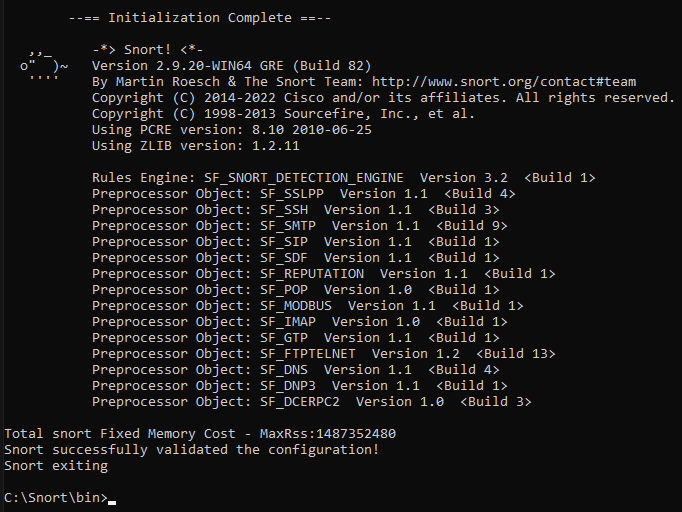 --== Initialization Complete ==--
,,_ -*> Snort! <*-
o" )~ Version 2.9.20-WIN64 GRE (Build 82)
'''' By Martin Roesch & The Snort Team: http://www.snort.org/contact#team
Copyright (C) 2014-2022 Cisco and/or its affiliates. All rights reserved.
Copyright (C) 1998-2013 Sourcefire, Inc., et al.
Using PCRE version: 8.10 2010-06-25
Using ZLIB version: 1.2.11
Rules Engine: SF_SNORT_DETECTION_ENGINE Version 3.2 <Build 1>
Preprocessor Object: SF_SSLPP Version 1.1 <Build 4>
Preprocessor Object: SF_SSH Version 1.1 <Build 3>
Preprocessor Object: SF_SMTP Version 1.1 <Build 9>
Preprocessor Object: SF_SIP Version 1.1 <Build 1>
Preprocessor Object: SF_SDF Version 1.1 <Build 1>
Preprocessor Object: SF_REPUTATION Version 1.1 <Build 1>
Preprocessor Object: SF_POP Version 1.0 <Build 1>
Preprocessor Object: SF_MODBUS Version 1.1 <Build 1>
Preprocessor Object: SF_IMAP Version 1.0 <Build 1>
Preprocessor Object: SF_GTP Version 1.1 <Build 1>
Preprocessor Object: SF_FTPTELNET Version 1.2 <Build 13>
Preprocessor Object: SF_DNS Version 1.1 <Build 4>
Preprocessor Object: SF_DNP3 Version 1.1 <Build 1>
Preprocessor Object: SF_DCERPC2 Version 1.0 <Build 3>
Total snort Fixed Memory Cost - MaxRss:1487352480
Snort successfully validated the configuration!
Snort exiting
C:\Snort\bin>